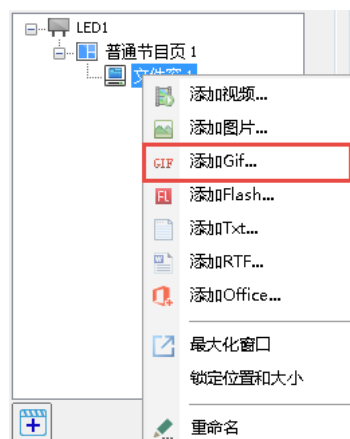 LED1
普通节目页 1
文件窗 1
添加视频...
添加图片...
GIF 添加Gif...
FL 添加Flash...
添加Txt...
添加RTF...
添加Office...
最大化窗口
锁定位置和大小
重命名